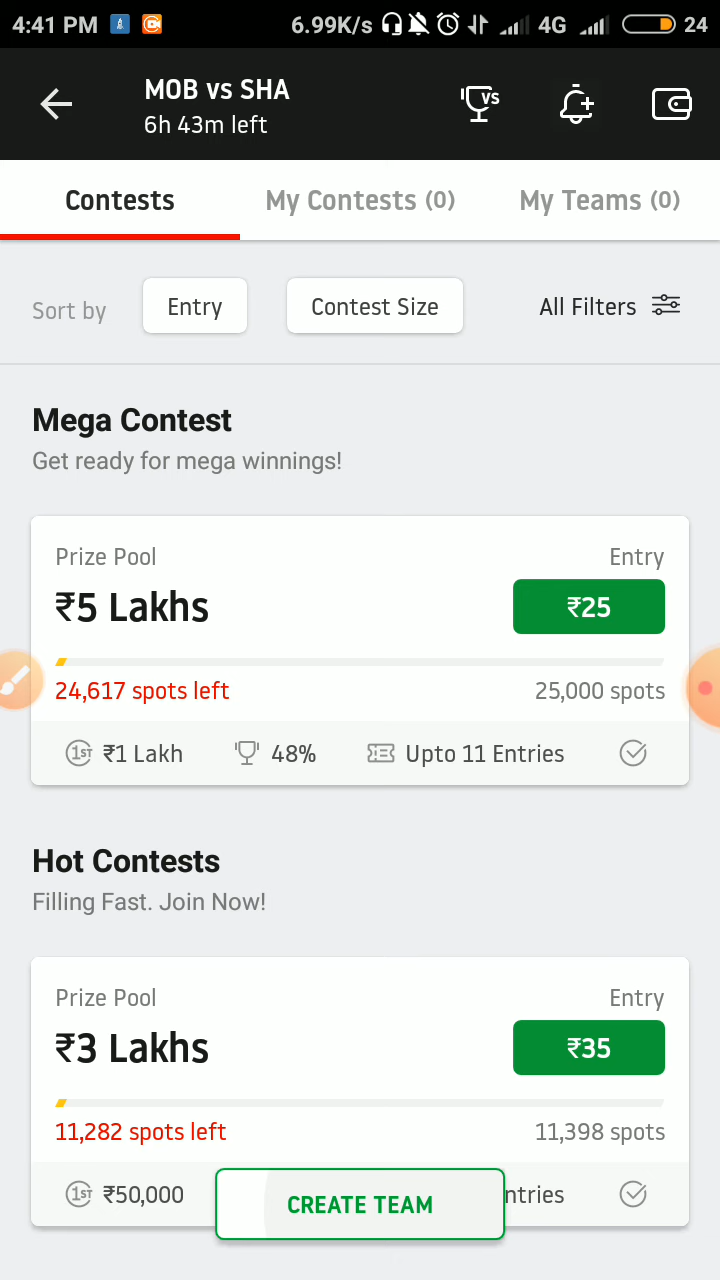 4:41 PM 6.99K/s 4G 24
MOB vs SHA
6h 43m left
VS
Contests My Contests (0) My Teams (0)
Sort by Entry Contest Size All Filters
Mega Contest
Get ready for mega winnings!
Prize Pool Entry
₹5 Lakhs ₹25
24,617 spots left 25,000 spots
1ST ₹1 Lakh 48% Upto 11 Entries
Hot Contests
Filling Fast. Join Now!
Prize Pool Entry
₹3 Lakhs ₹35
11,282 spots left 11,398 spots
1ST ₹50,000 CREATE TEAM ntries